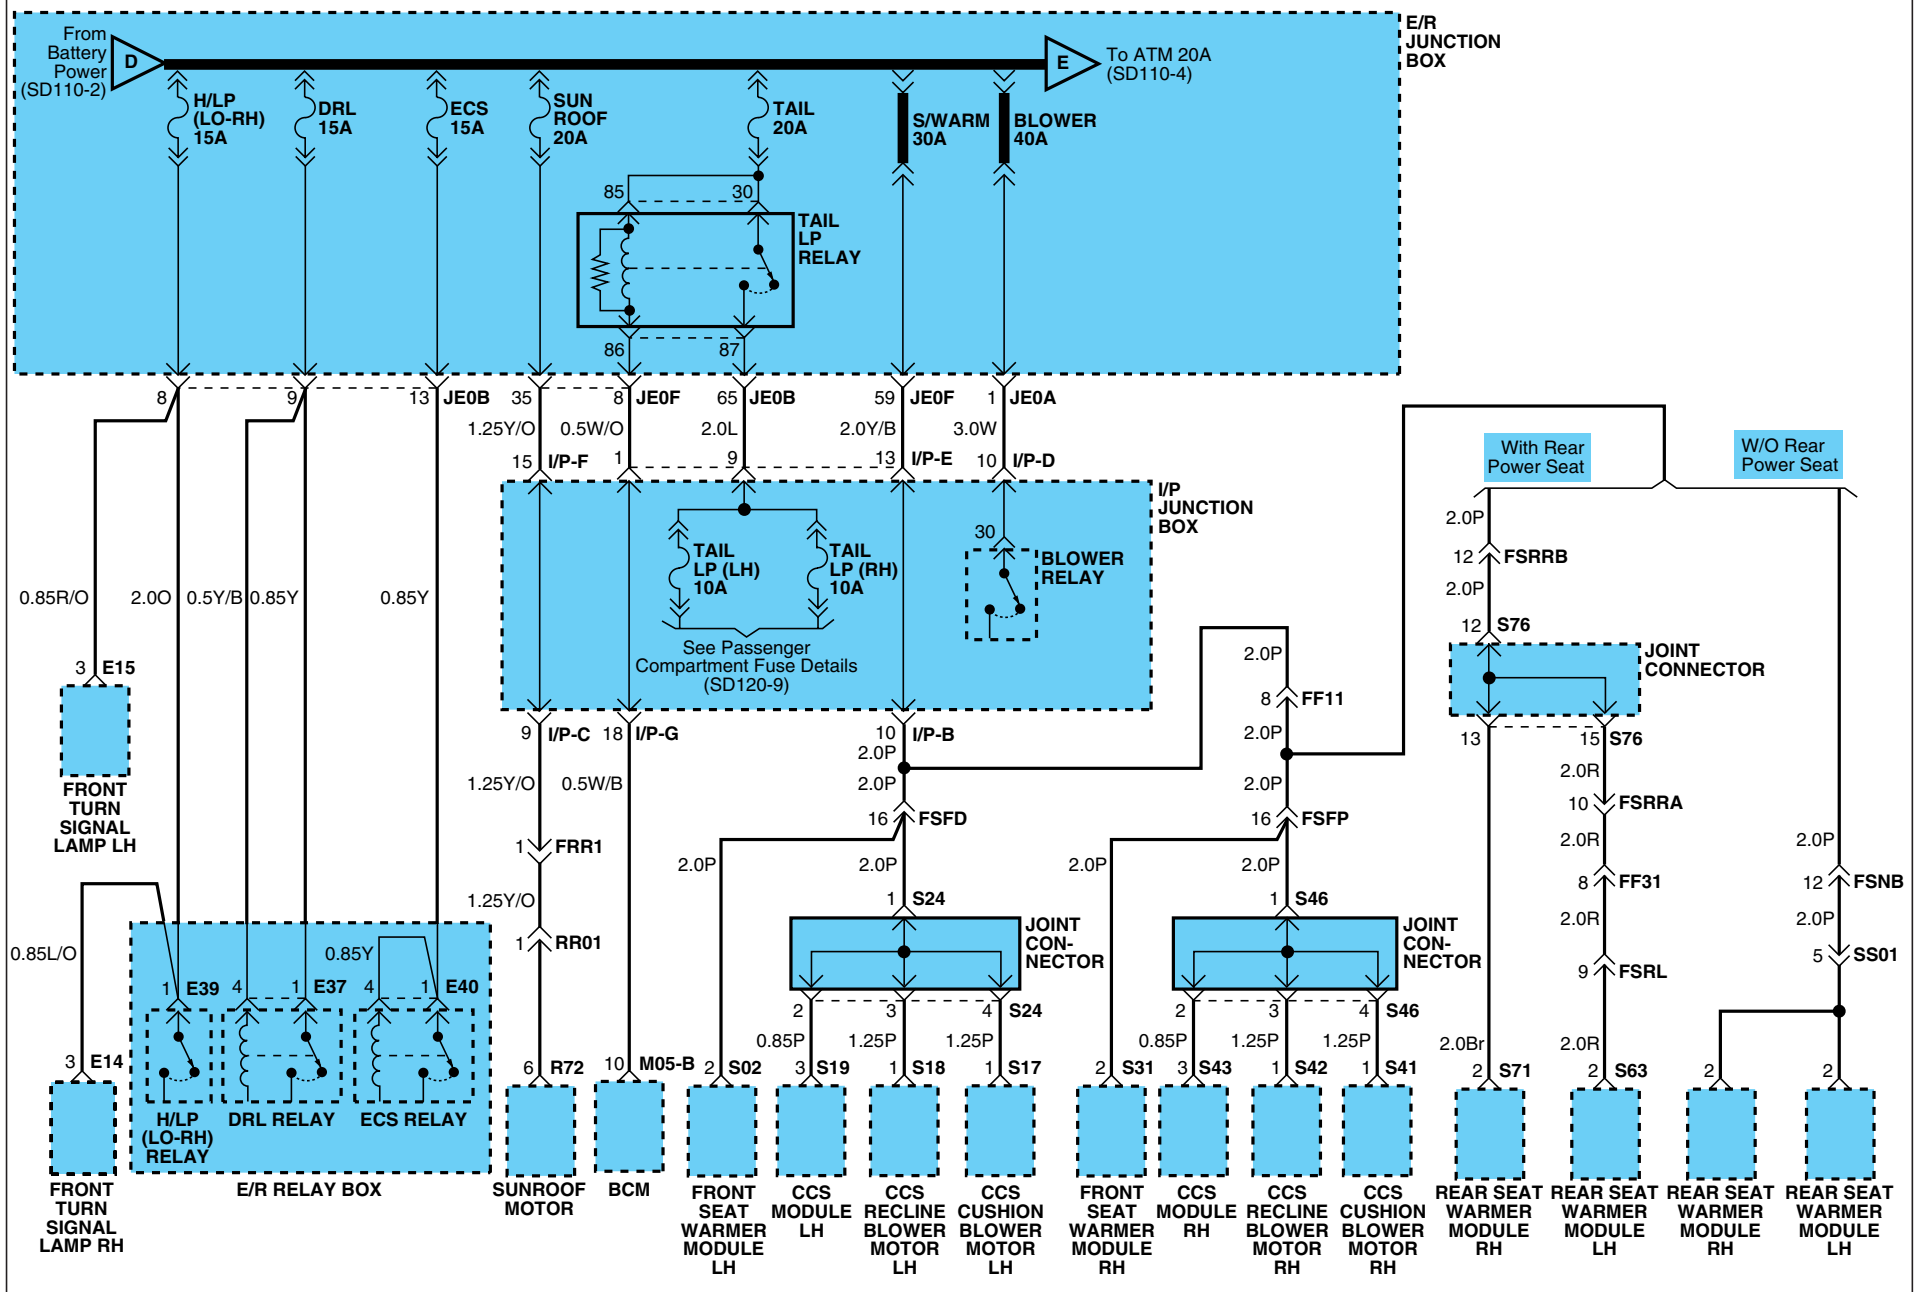 From
Battery
Power
(SD110-2)
D
E
To ATM 20A
(SD110-4)
E/R
JUNCTION
BOX
H/LP
(LO-RH)
15A
DRL
15A
ECS
15A
SUN
ROOF
20A
TAIL
20A
S/WARM
30A
BLOWER
40A
85
30
TAIL
LP
RELAY
86
87
8
9
13
JE0B
35
8
JE0F
65
JE0B
59
JE0F
1
JE0A
1.25Y/O
0.5W/O
2.0L
2.0Y/B
3.0W
15
I/P-F
1
9
13
I/P-E
10
I/P-D
With Rear
Power Seat
W/O Rear
Power Seat
I/P
JUNCTION
BOX
TAIL
LP (LH)
10A
TAIL
LP (RH)
10A
30
BLOWER
RELAY
See Passenger
Compartment Fuse Details
(SD120-9)
0.85R/O
2.0O
0.5Y/B
0.85Y
0.85Y
3
E15
FRONT
TURN
SIGNAL
LAMP LH
2.0P
12
FSRRB
2.0P
12
S76
JOINT
CONNECTOR
13
15
S76
2.0P
8
FF11
2.0P
9
I/P-C
18
I/P-G
10
I/P-B
2.0P
1.25Y/O
0.5W/B
2.0P
2.0P
2.0R
10
FSRRA
16
FSFD
16
FSFP
1
FRR1
2.0P
2.0P
2.0P
2.0P
2.0R
2.0P
8
FF31
12
FSNB
1.25Y/O
1
S24
1
S46
2.0R
2.0P
1
RR01
JOINT
CON-
NECTOR
JOINT
CON-
NECTOR
5
SS01
9
FSRL
0.85L/O
0.85Y
1
E39
4
1
E37
4
1
E40
2
3
4
S24
2
3
4
S46
0.85P
1.25P
1.25P
0.85P
1.25P
1.25P
2.0Br
2.0R
3
E14
6
R72
10
M05-B
2
S02
3
S19
1
S18
1
S17
2
S31
3
S43
1
S42
1
S41
2
S71
2
S63
2
2
H/LP
(LO-RH)
RELAY
DRL RELAY
ECS RELAY
E/R RELAY BOX
FRONT
TURN
SIGNAL
LAMP RH
SUNROOF
MOTOR
BCM
FRONT
SEAT
WARMER
MODULE
LH
CCS
MODULE
LH
CCS
RECLINE
BLOWER
MOTOR
LH
CCS
CUSHION
BLOWER
MOTOR
LH
FRONT
SEAT
WARMER
MODULE
RH
CCS
MODULE
RH
CCS
RECLINE
BLOWER
MOTOR
RH
CCS
CUSHION
BLOWER
MOTOR
RH
REAR SEAT
WARMER
MODULE
RH
REAR SEAT
WARMER
MODULE
LH
REAR SEAT
WARMER
MODULE
RH
REAR SEAT
WARMER
MODULE
LH